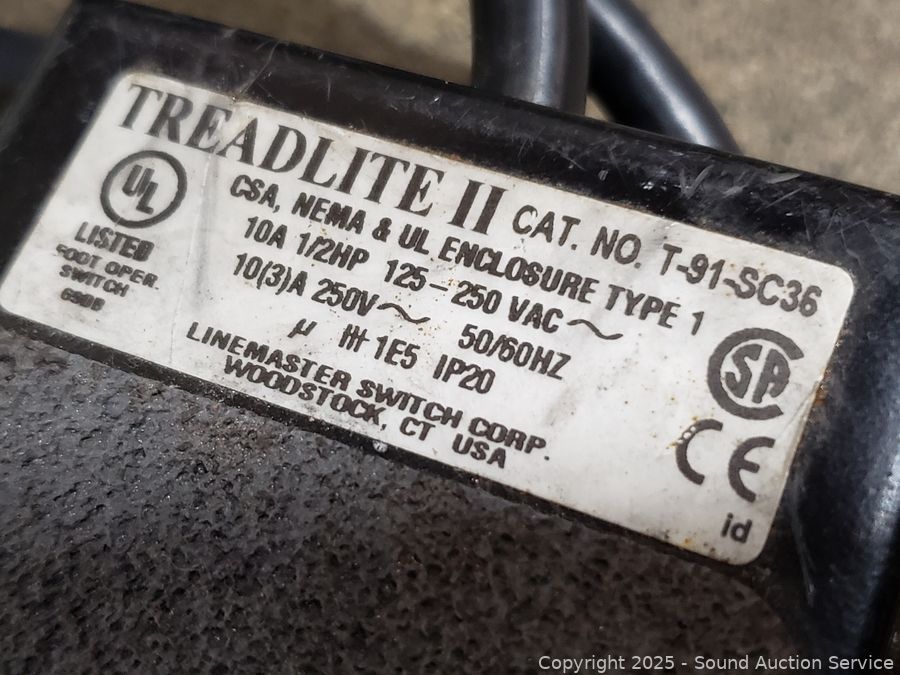 TREADLITE II CAT. NO. T-91-SC36
UL
LISTED
FOOT OPER.
SWITCH
CSA, NEMA & UL ENCLOSURE TYPE 1
10A 1/2HP 125-250 VAC ~
10(3)A 250V~ 50/60HZ
µ 1E5 IP20
LINEMASTER SWITCH CORP.
WOODSTOCK, CT USA
SA
CE
id
Copyright © 2025 - Sound Auction Service